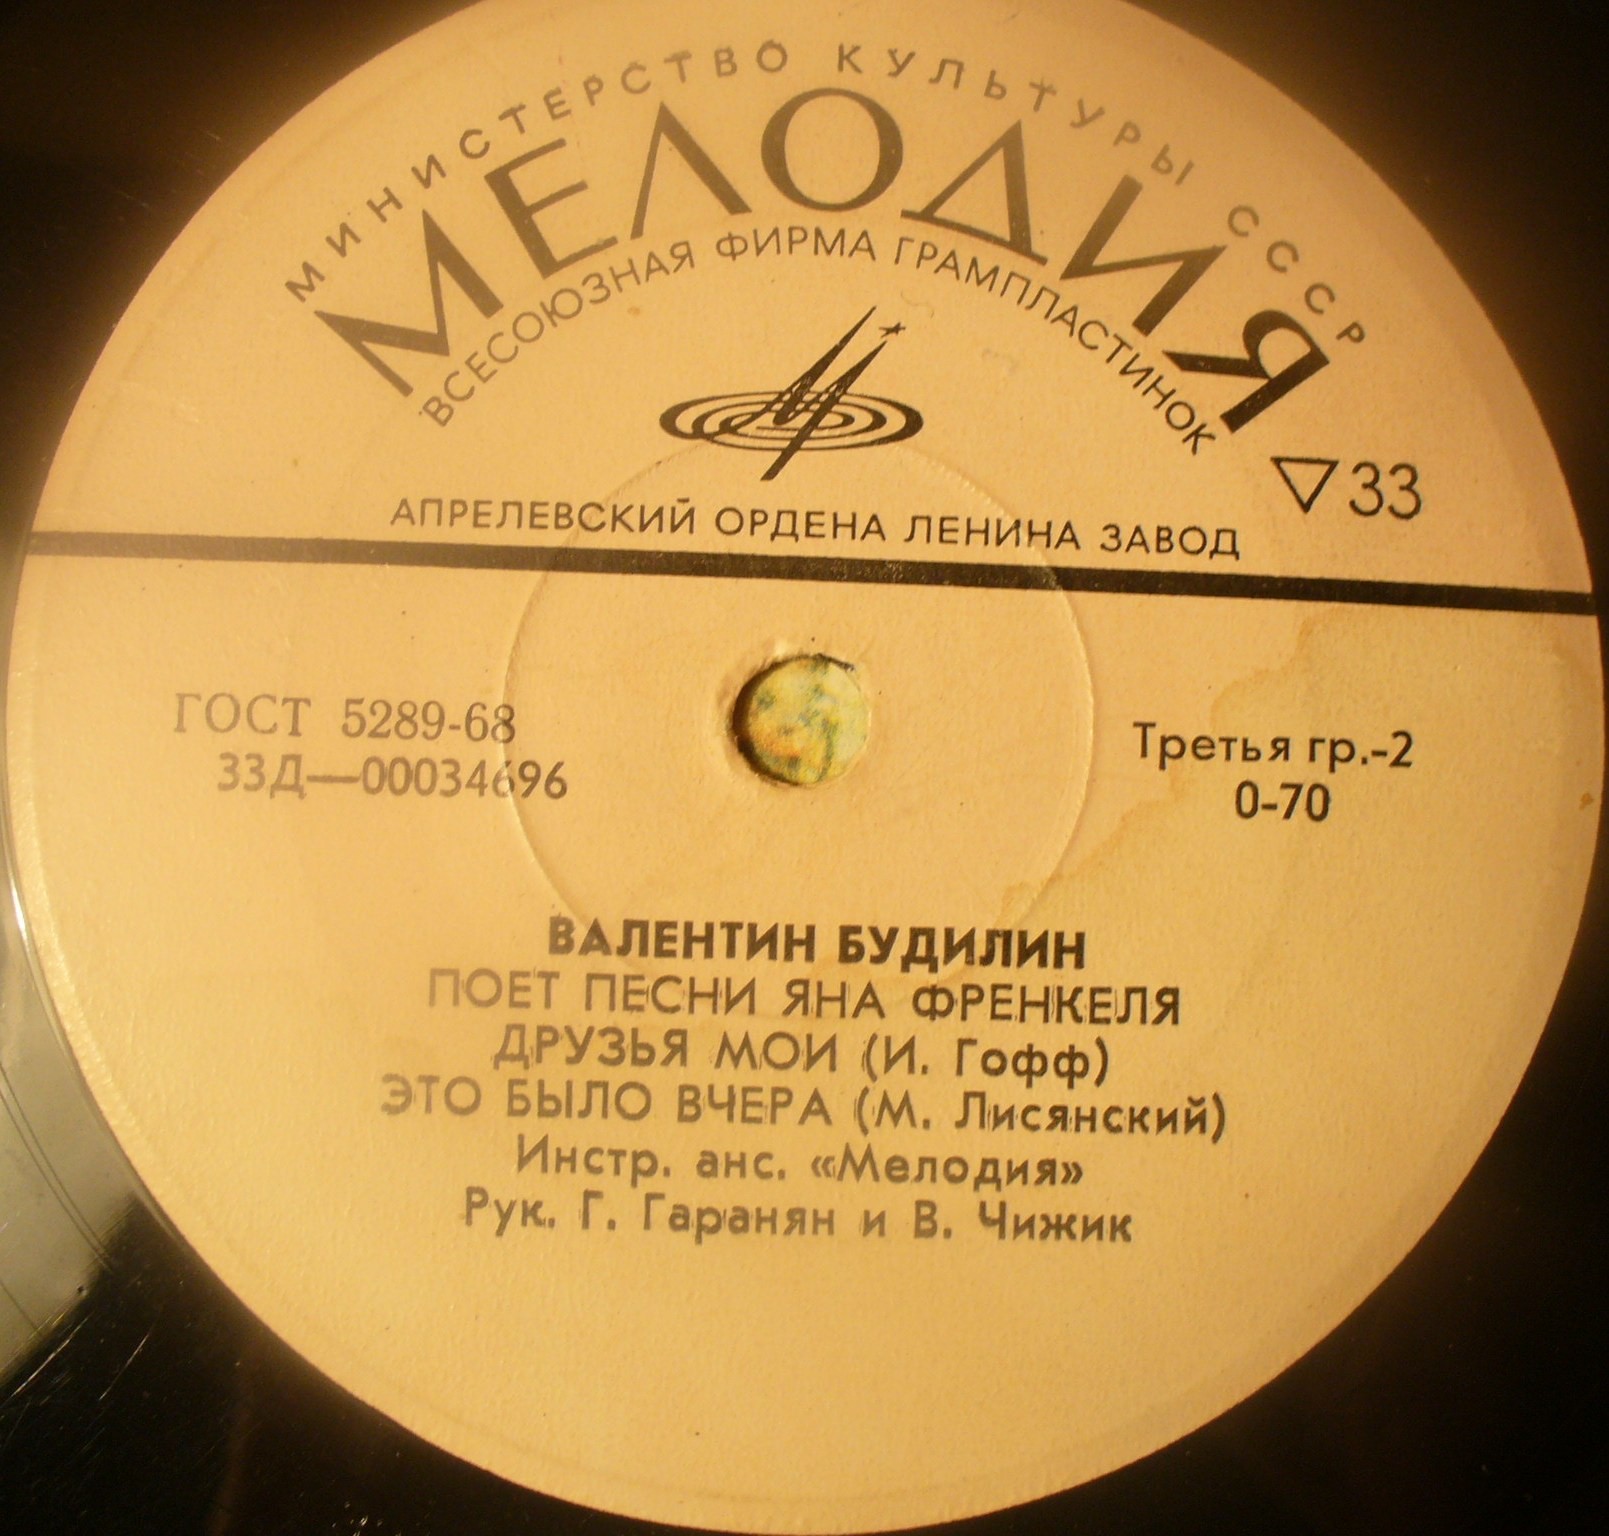 МИНИСТЕРСТВО КУЛЬТУРЫ СССР
МЕЛОДИЯ
ВСЕСОЮЗНАЯ ФИРМА ГРАМПЛАСТИНОК
▽33
АПРЕЛЕВСКИЙ ОРДЕНА ЛЕНИНА ЗАВОД
ГОСТ 5289-68
33Д—00034696
Третья гр.-2
0-70
ВАЛЕНТИН БУДИЛИН
ПОЕТ ПЕСНИ ЯНА ФРЕНКЕЛЯ
ДРУЗЬЯ МОИ (И. Гофф)
ЭТО БЫЛО ВЧЕРА (М. Лисянский)
Инстр. анс. «Мелодия»
Рук. Г. Гаранян и В. Чижик